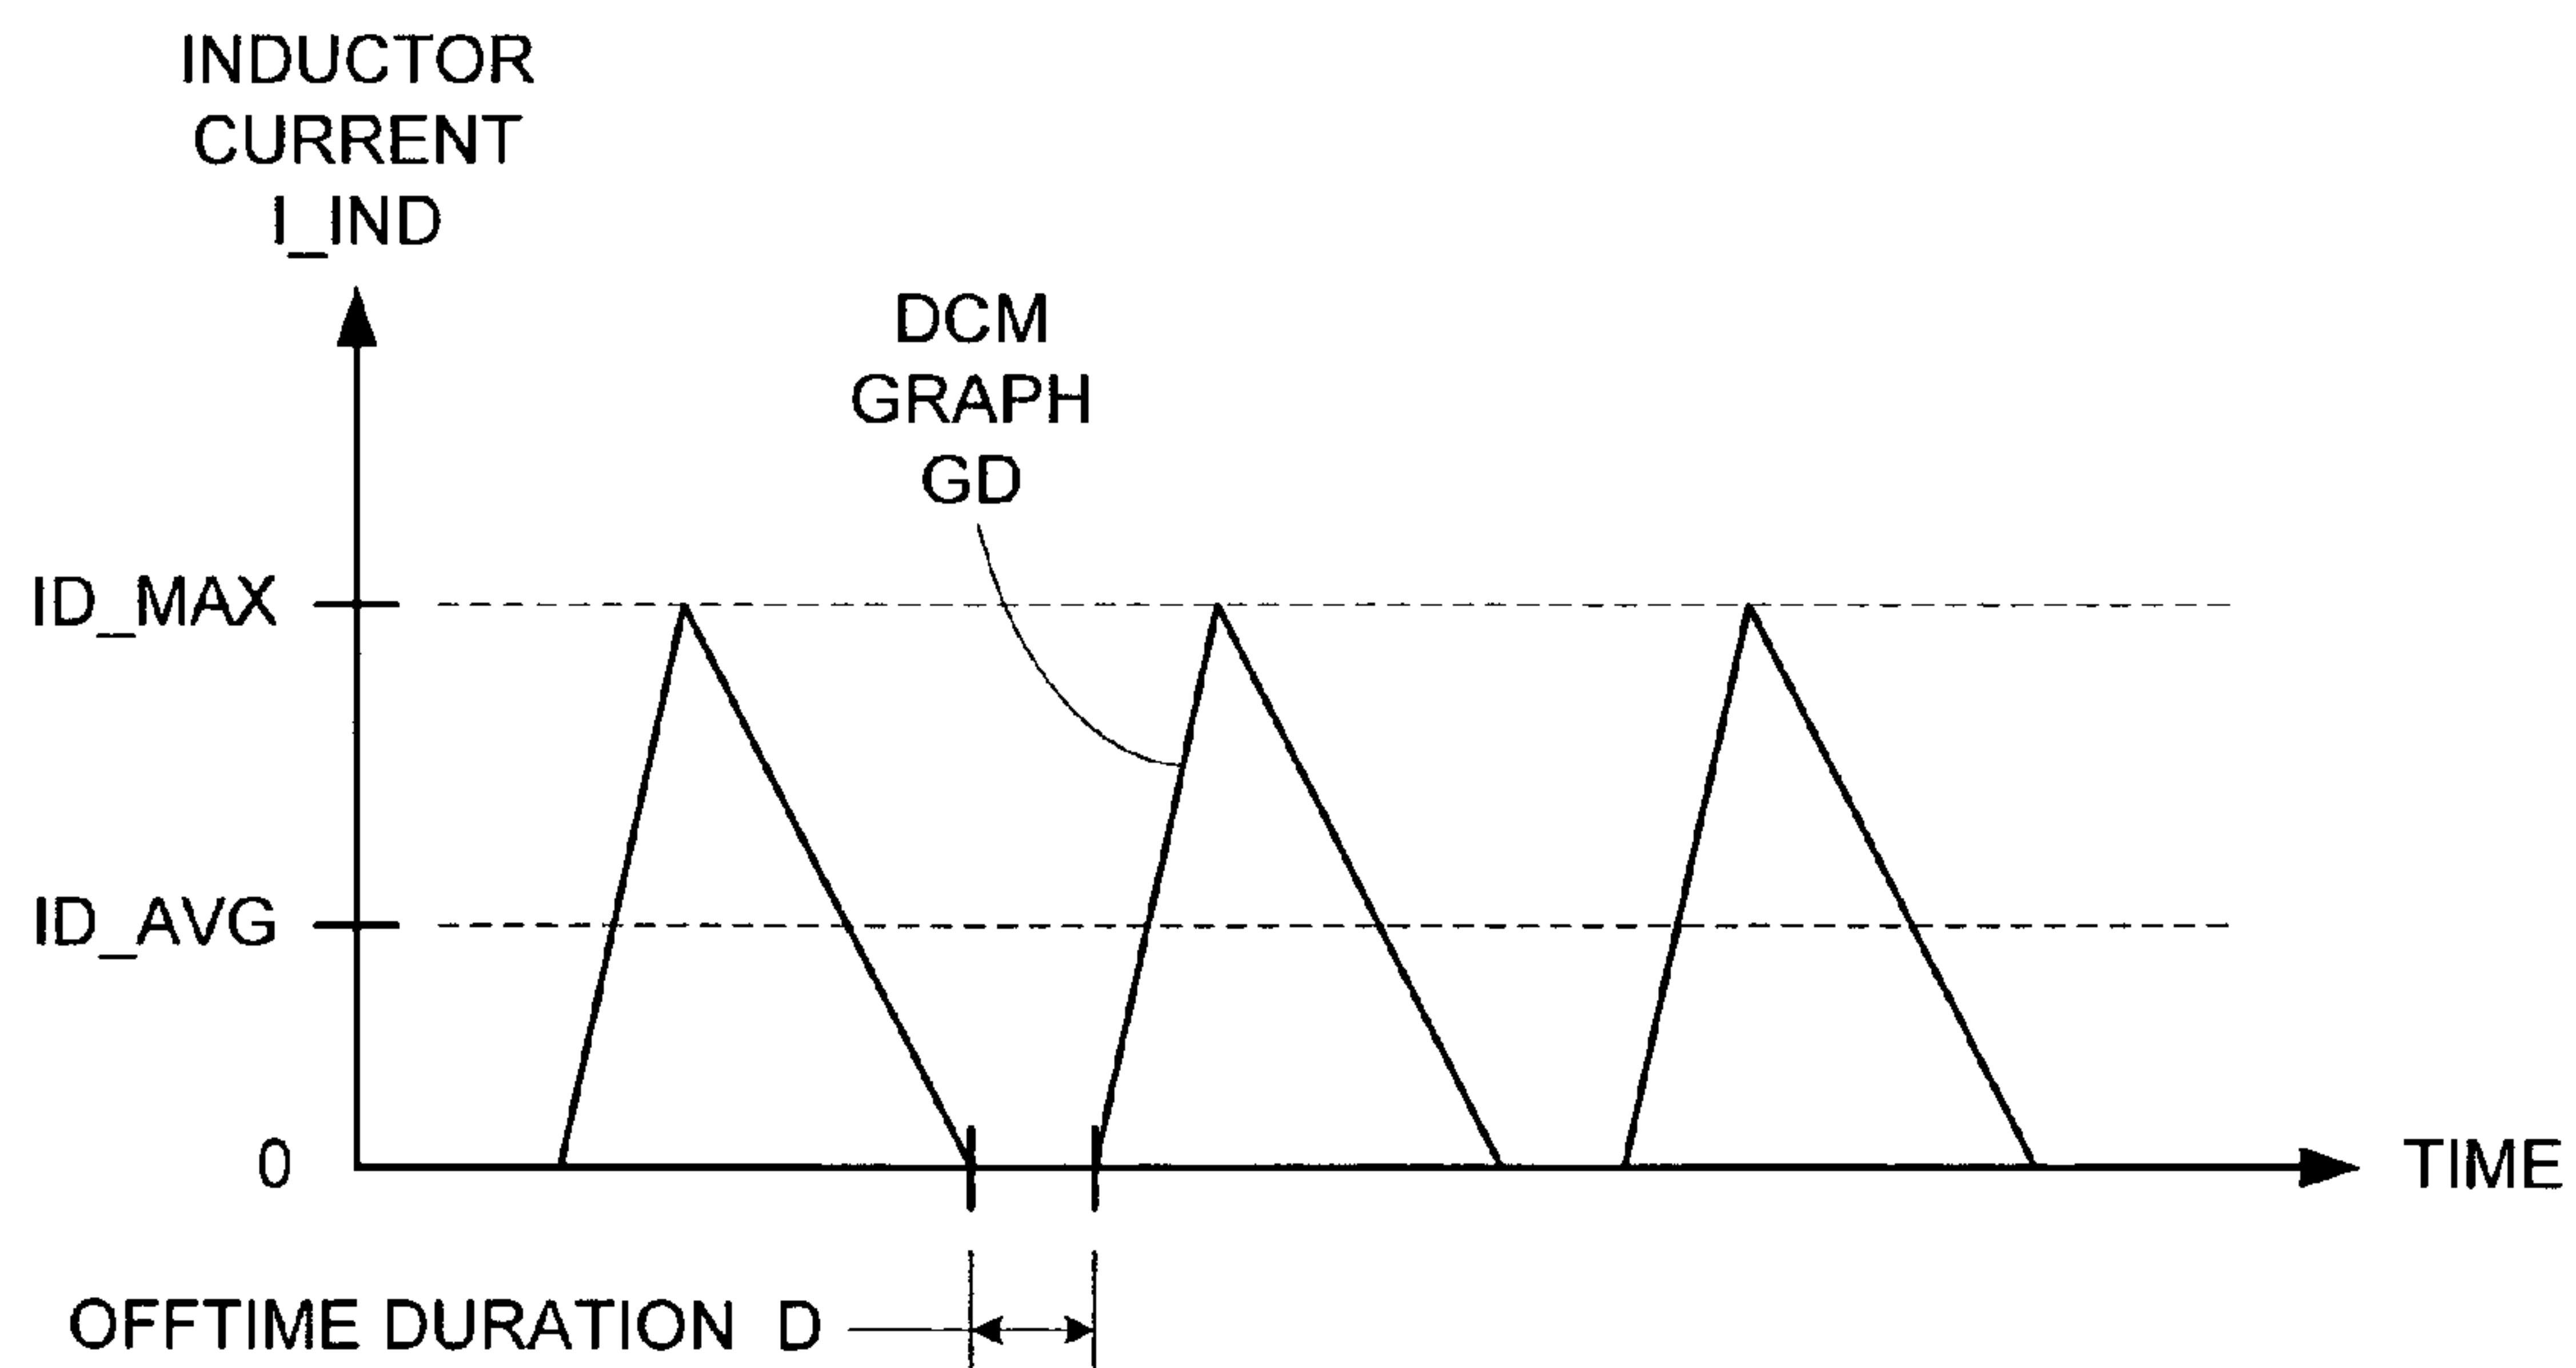 INDUCTOR
CURRENT
I_IND
DCM
GRAPH
GD
ID_MAX
ID_AVG
0
TIME
OFFTIME DURATION D